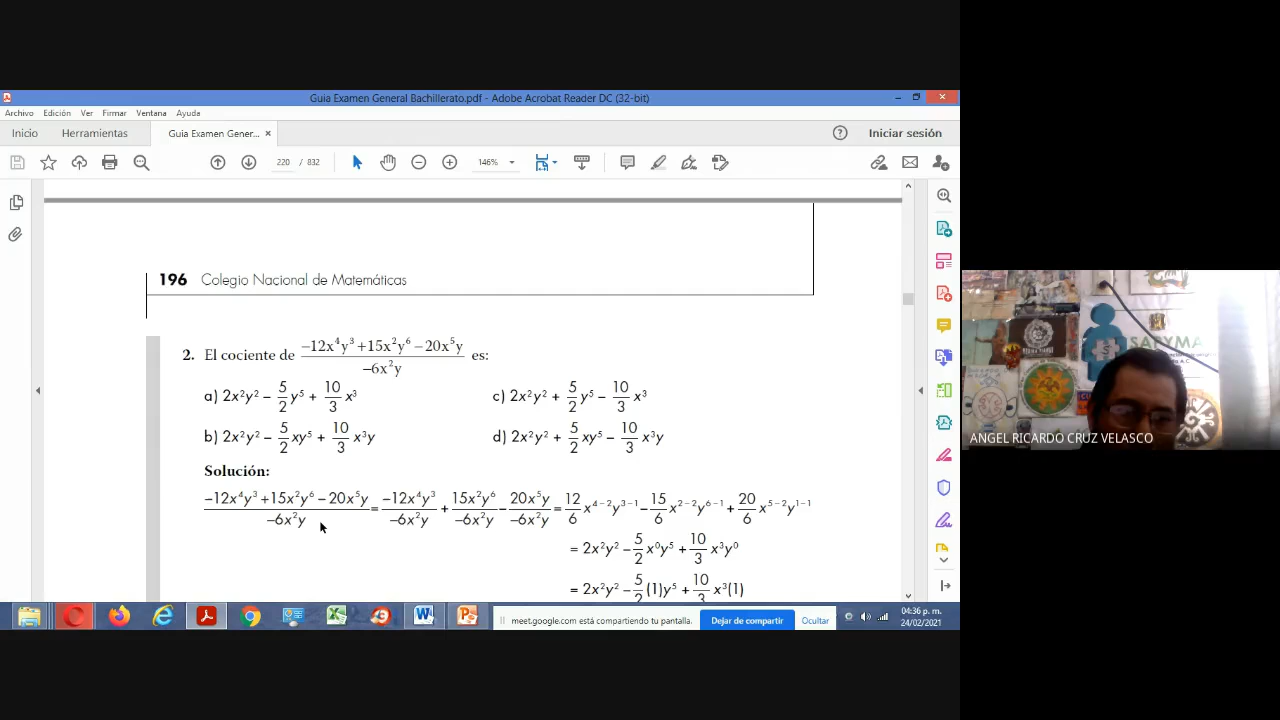 Guia Examen General Bachillerato.pdf - Adobe Acrobat Reader DC (32-bit)
Archivo Edición Ver Firmar Ventana Ayuda
Inicio Herramientas Guia Examen Gener... × Iniciar sesión
220 / 832 146%
196 Colegio Nacional de Matemáticas
2. El cociente de (−12x⁴y³ + 15x²y⁶ − 20x⁵y)/(−6x²y) es:
a) 2x²y² − 5/2 y⁵ + 10/3 x³ c) 2x²y² + 5/2 y⁵ − 10/3 x³
b) 2x²y² − 5/2 xy⁵ + 10/3 x³y d) 2x²y² + 5/2 xy⁵ − 10/3 x³y
Solución:
(−12x⁴y³ + 15x²y⁶ − 20x⁵y)/(−6x²y) = (−12x⁴y³)/(−6x²y) + (15x²y⁶)/(−6x²y) − (20x⁵y)/(−6x²y) = 12/6 x⁴⁻²y³⁻¹ − 15/6 x²⁻²y⁶⁻¹ + 20/6 x⁵⁻²y¹⁻¹
= 2x²y² − 5/2 x⁰y⁵ + 10/3 x³y⁰
= 2x²y² − 5/2 (1)y⁵ + 10/3 x³(1)
meet.google.com está compartiendo tu pantalla. Dejar de compartir Ocultar
04:36 p. m.
24/02/2021
SAPYMA
ANGEL RICARDO CRUZ VELASCO